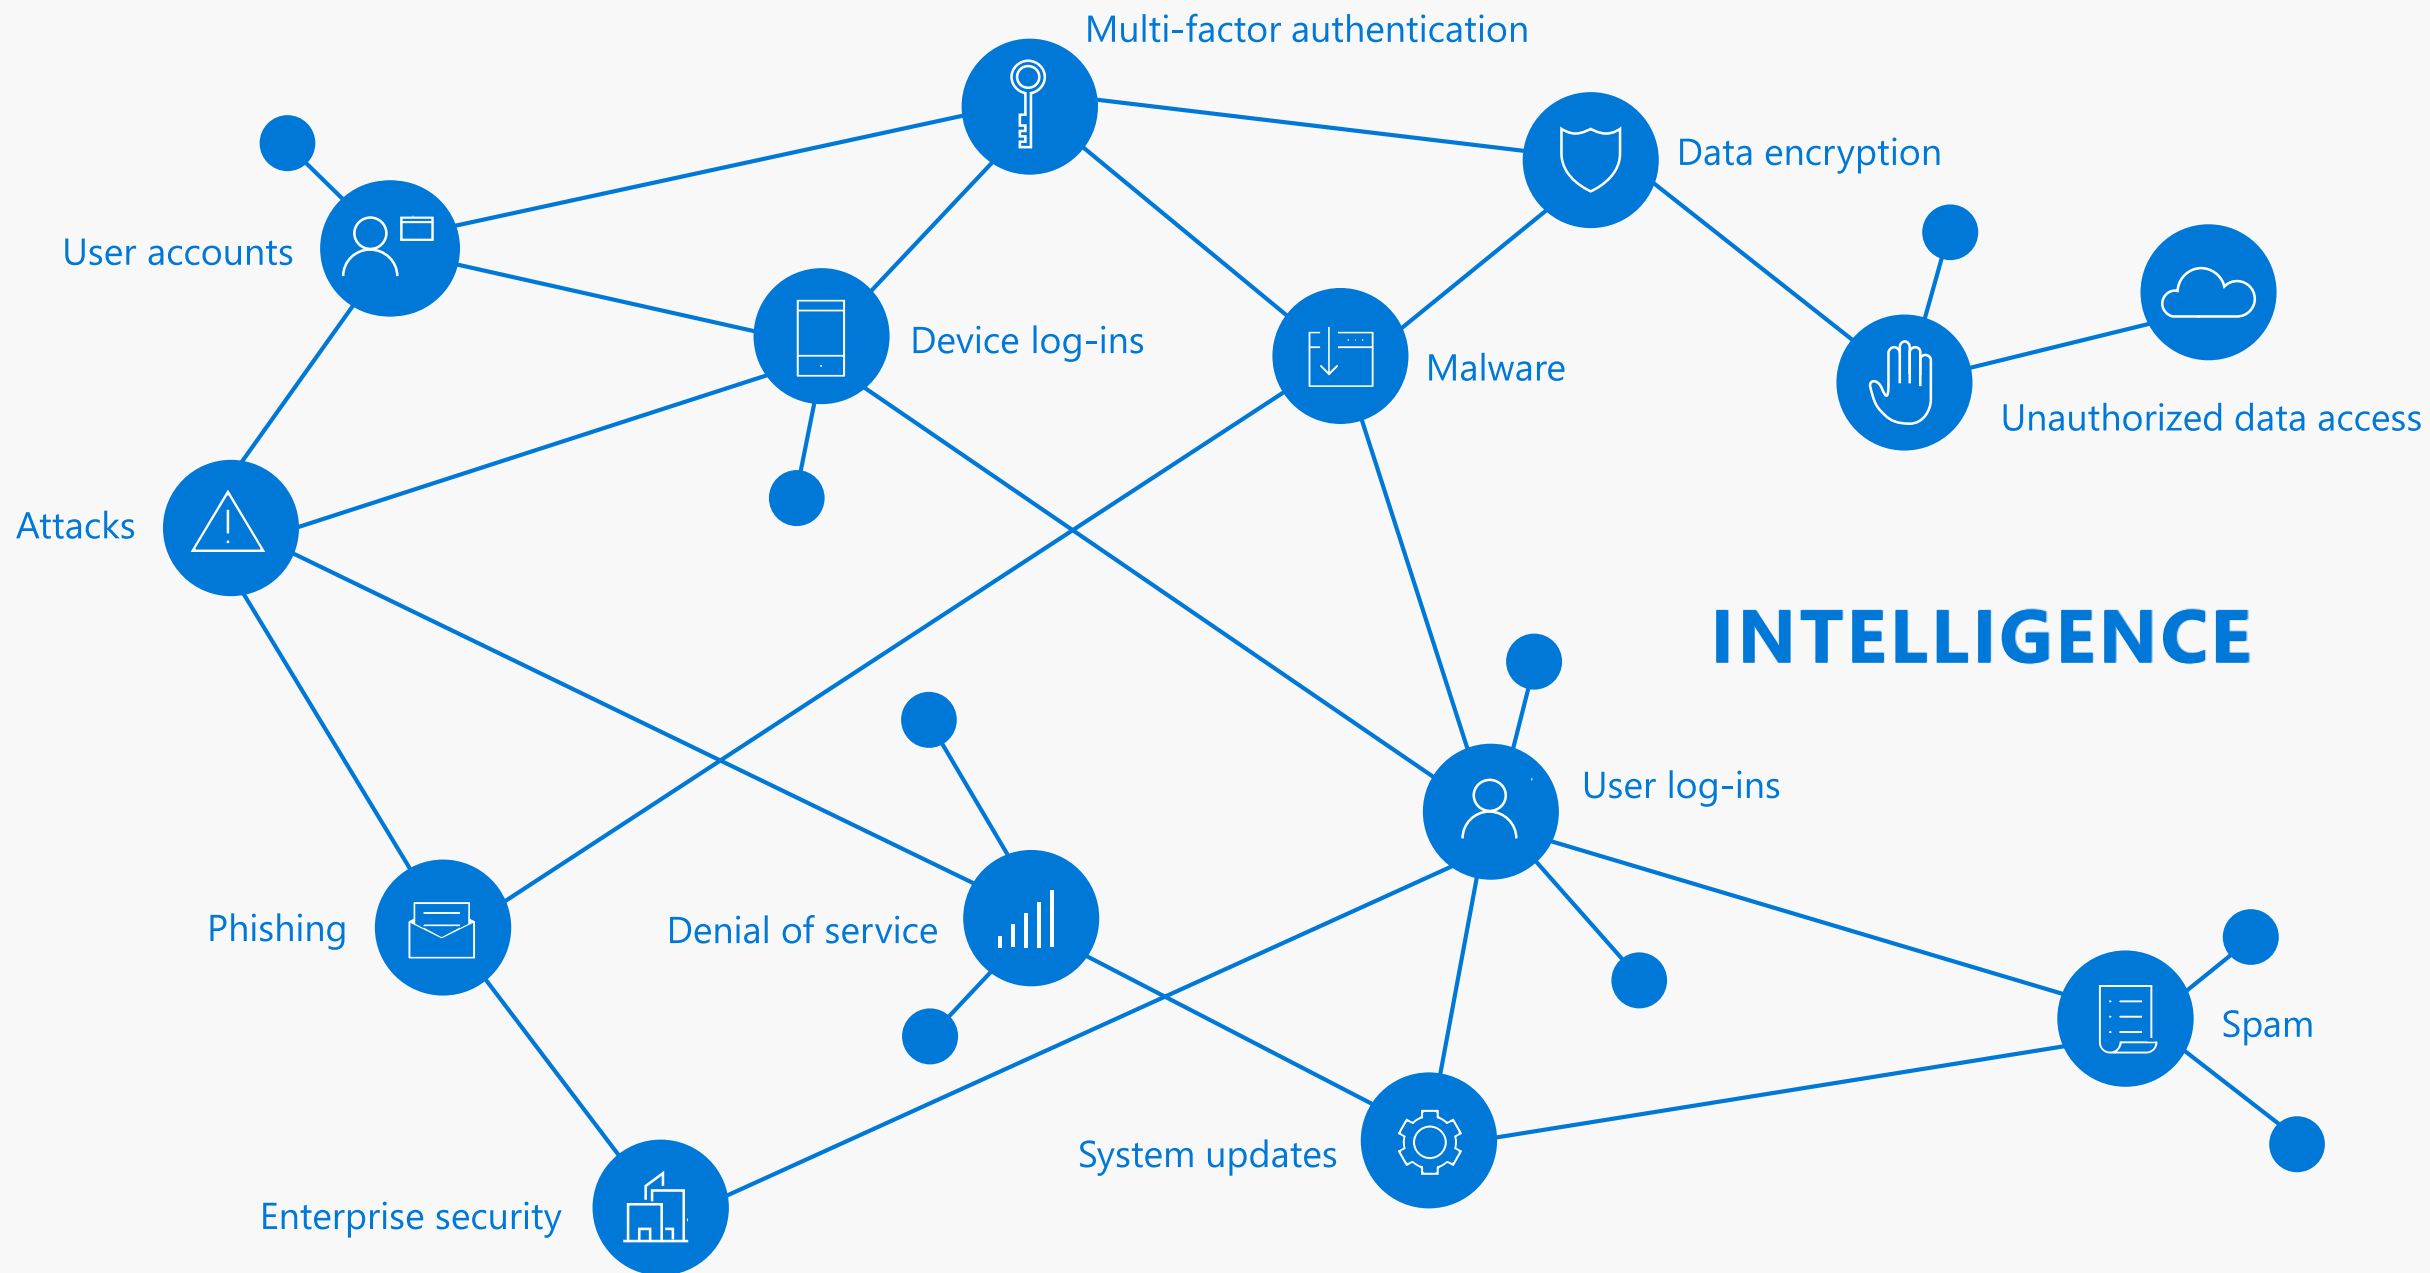 Multi-factor authentication
Data encryption
User accounts
Device log-ins
Malware
Unauthorized data access
Attacks
INTELLIGENCE
User log-ins
Phishing
Denial of service
Spam
System updates
Enterprise security